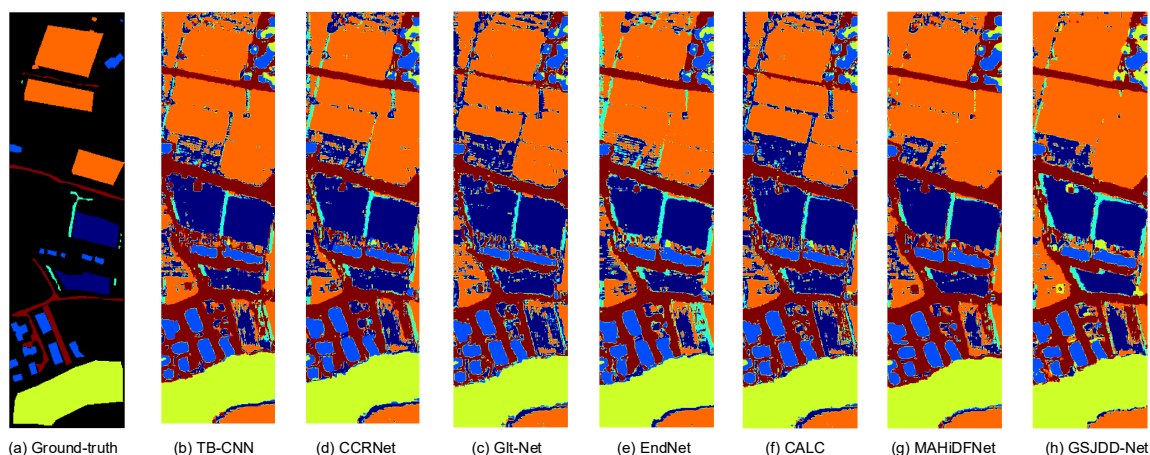 (a) Ground-truth
(b) TB-CNN
(d) CCRNet
(c) Glt-Net
(e) EndNet
(f) CALC
(g) MAHiDFNet
(h) GSJDD-Net